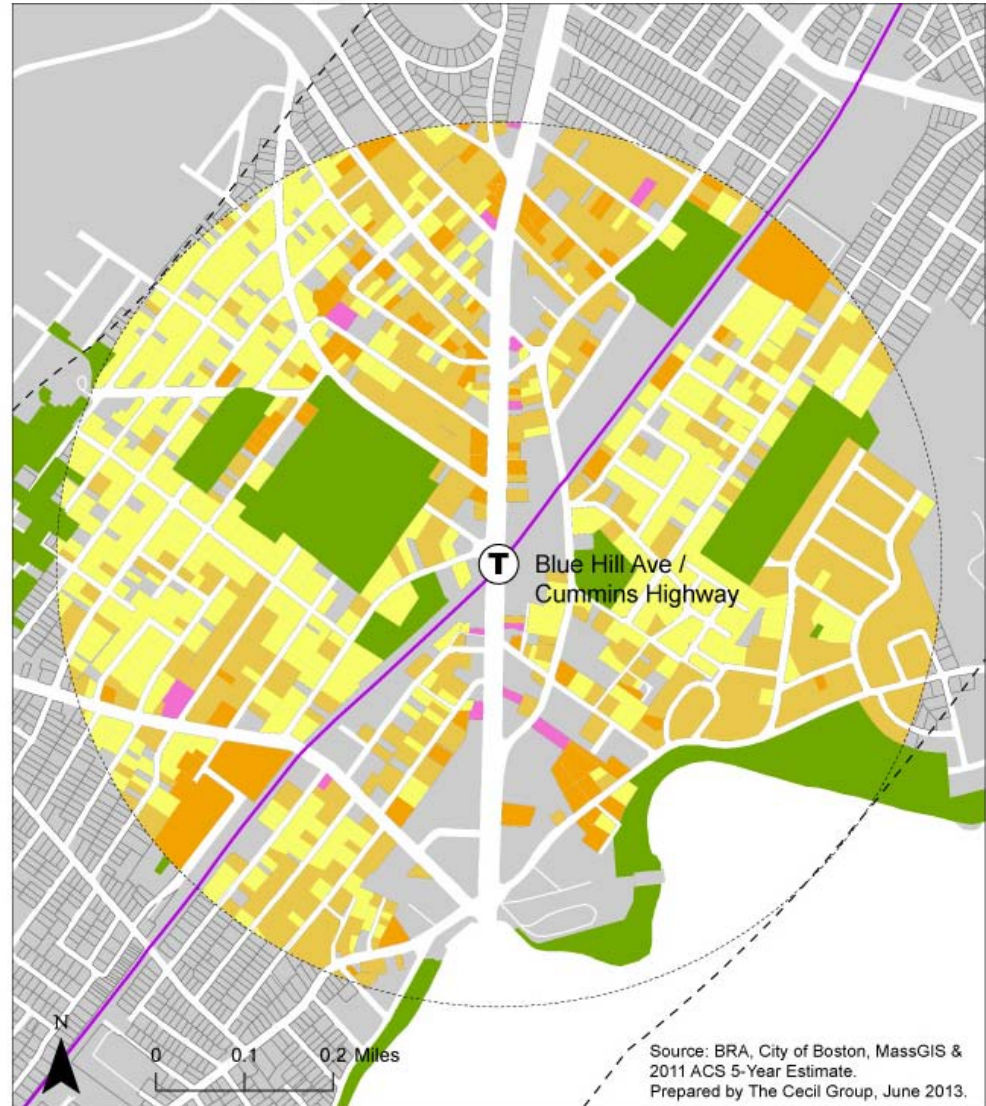 T
Blue Hill Ave /
Cummins Highway
N
0 0.1 0.2 Miles
Source: BRA, City of Boston, MassGIS &
2011 ACS 5-Year Estimate.
Prepared by The Cecil Group, June 2013.